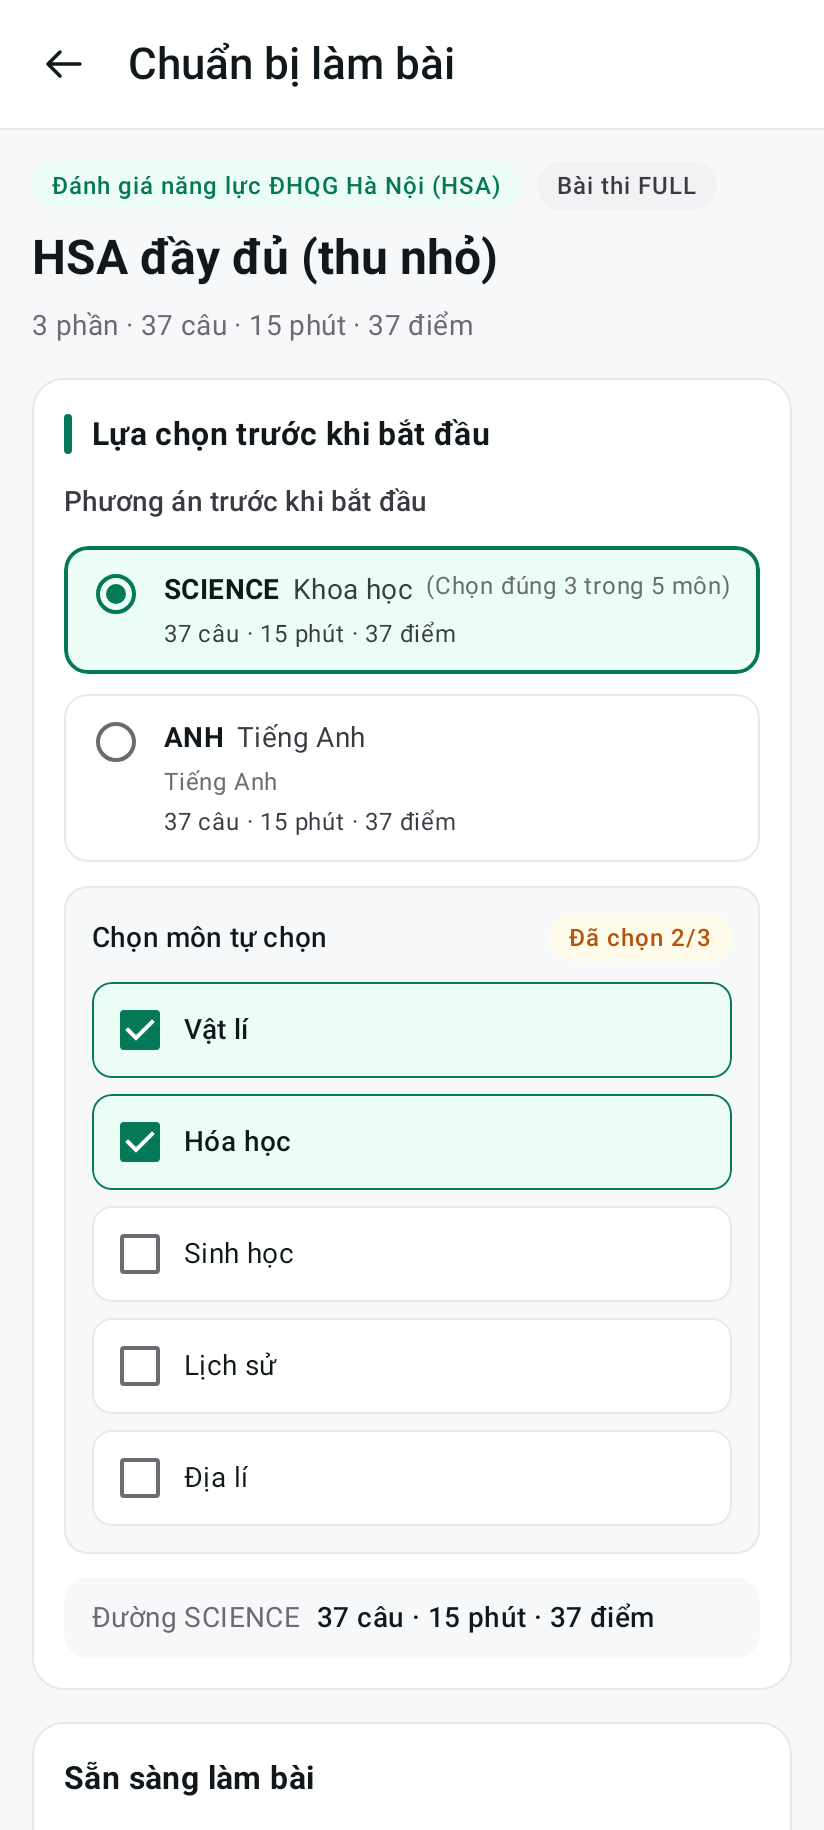 Chuẩn bị làm bài
Đánh giá năng lực ĐHQG Hà Nội (HSA)
Bài thi FULL
HSA đầy đủ (thu nhỏ)
3 phần · 37 câu · 15 phút · 37 điểm
Lựa chọn trước khi bắt đầu
Phương án trước khi bắt đầu
SCIENCE Khoa học (Chọn đúng 3 trong 5 môn)
37 câu · 15 phút · 37 điểm
ANH Tiếng Anh
Tiếng Anh
37 câu · 15 phút · 37 điểm
Chọn môn tự chọn
Đã chọn 2/3
Vật lí
Hóa học
Sinh học
Lịch sử
Địa lí
Đường SCIENCE 37 câu · 15 phút · 37 điểm
Sẵn sàng làm bài